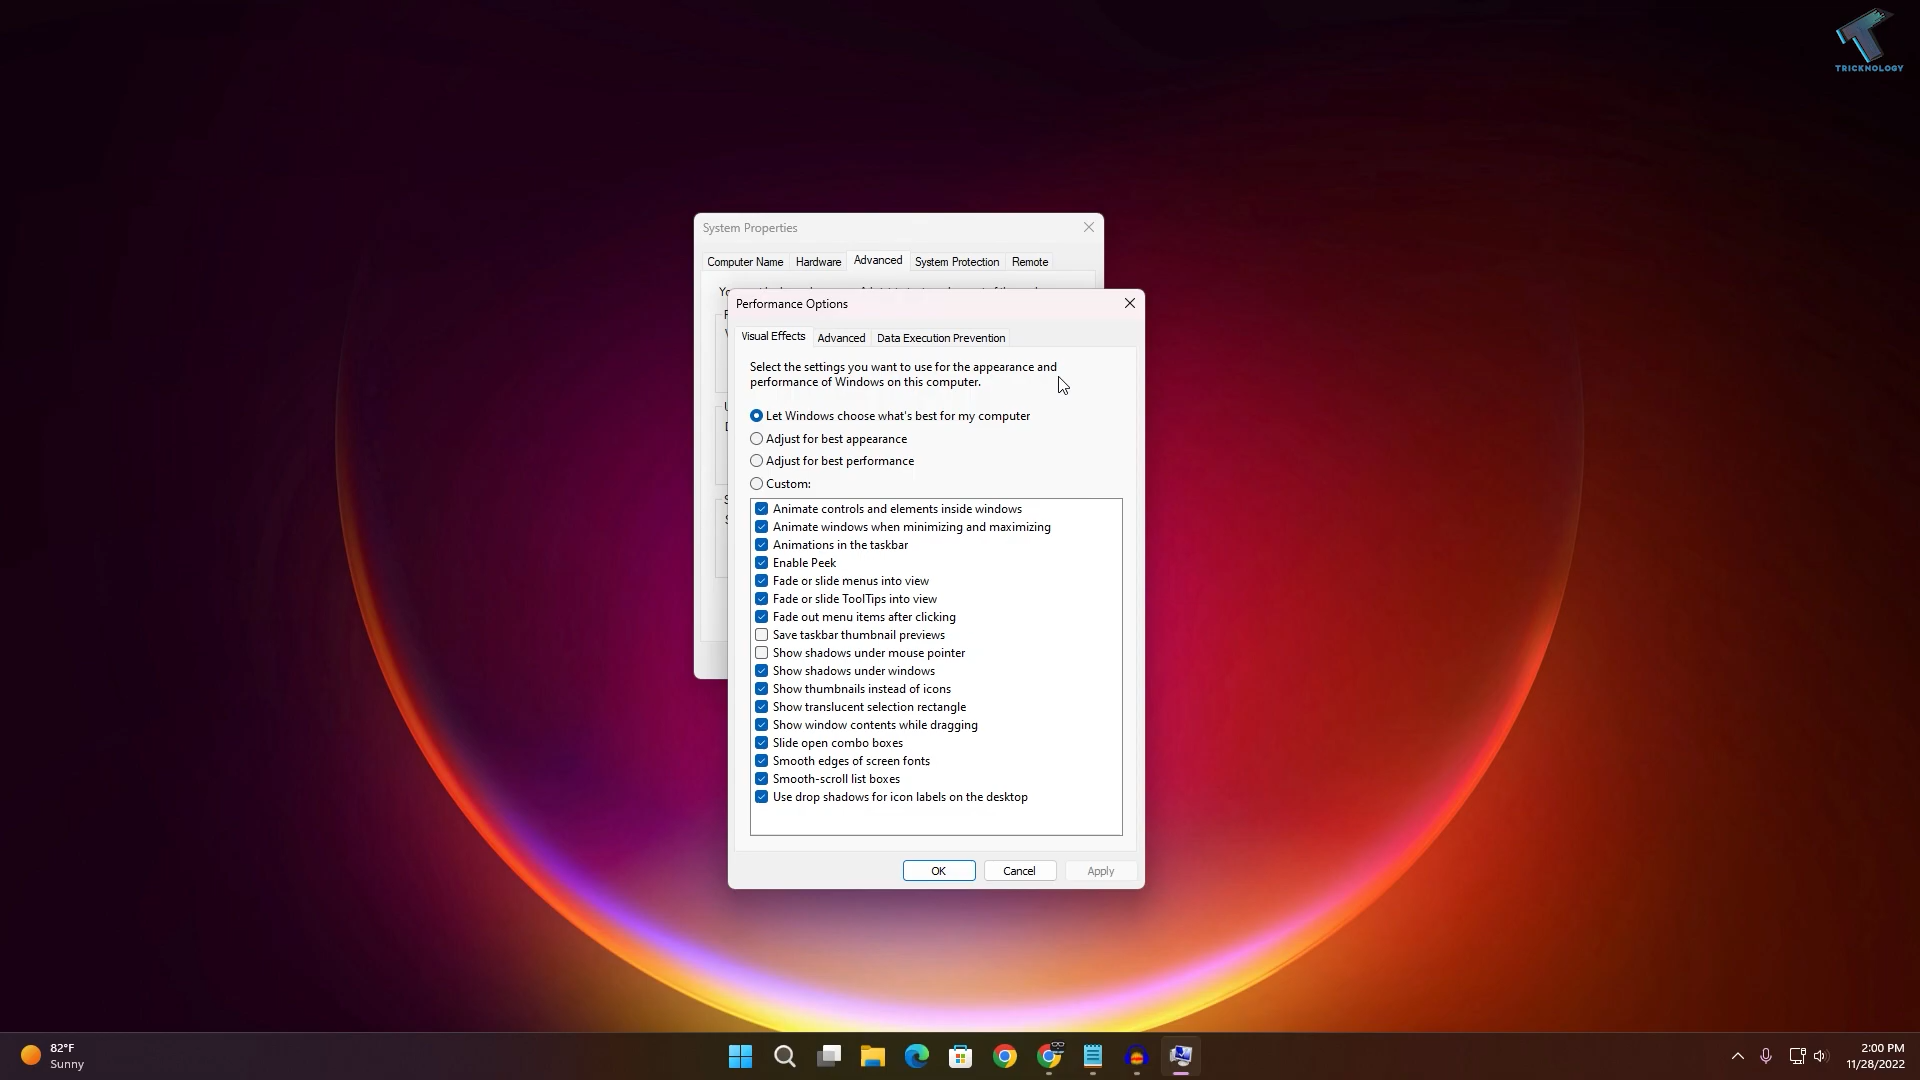 TRICKNOLOGY
System Properties
Computer Name Hardware Advanced System Protection Remote
Performance Options
Visual Effects Advanced Data Execution Prevention
Select the settings you want to use for the appearance and
performance of Windows on this computer.
Let Windows choose what's best for my computer
Adjust for best appearance
Adjust for best performance
Custom:
Animate controls and elements inside windows
Animate windows when minimizing and maximizing
Animations in the taskbar
Enable Peek
Fade or slide menus into view
Fade or slide ToolTips into view
Fade out menu items after clicking
Save taskbar thumbnail previews
Show shadows under mouse pointer
Show shadows under windows
Show thumbnails instead of icons
Show translucent selection rectangle
Show window contents while dragging
Slide open combo boxes
Smooth edges of screen fonts
Smooth-scroll list boxes
Use drop shadows for icon labels on the desktop
OK Cancel Apply
82°F
Sunny
2:00 PM
11/28/2022